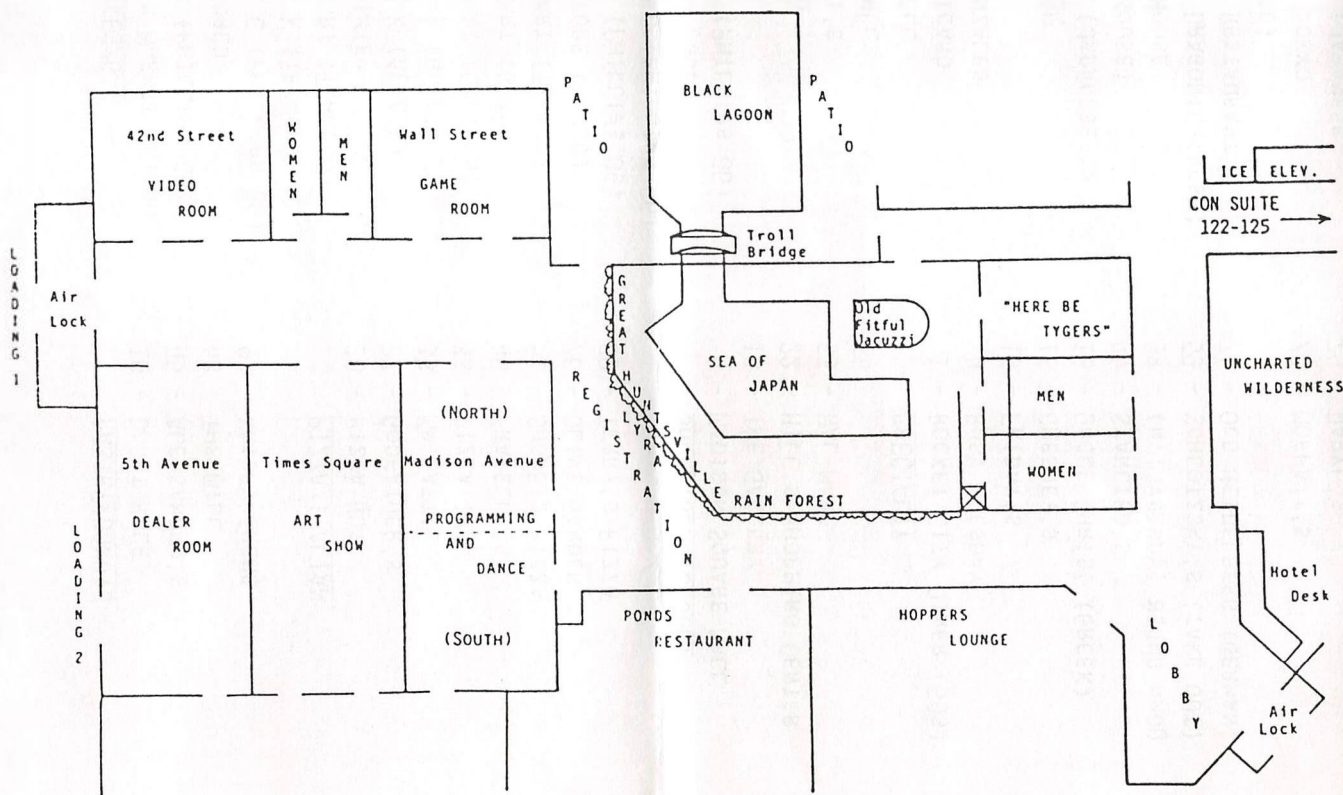 PATIO
BLACK
LAGOON
PATIO
42nd Street
VIDEO
ROOM
WOMEN
MEN
Wall Street
GAME
ROOM
ICE
ELEV.
CON SUITE
122-125
Troll
Bridge
LOADING 1
Air
Lock
GREAT HUNTSVILLE
RAIN FOREST
Old
Fitful
Jacuzzi
"HERE BE
TYGERS"
SEA OF
JAPAN
MEN
WOMEN
UNCHARTED
WILDERNESS
REGISTRATION
5th Avenue
DEALER
ROOM
Times Square
ART
SHOW
(NORTH)
Madison Avenue
PROGRAMMING
AND
DANCE
(SOUTH)
LOADING 2
PONDS
RESTAURANT
HOPPERS
LOUNGE
LOBBY
Hotel
Desk
Air
Lock